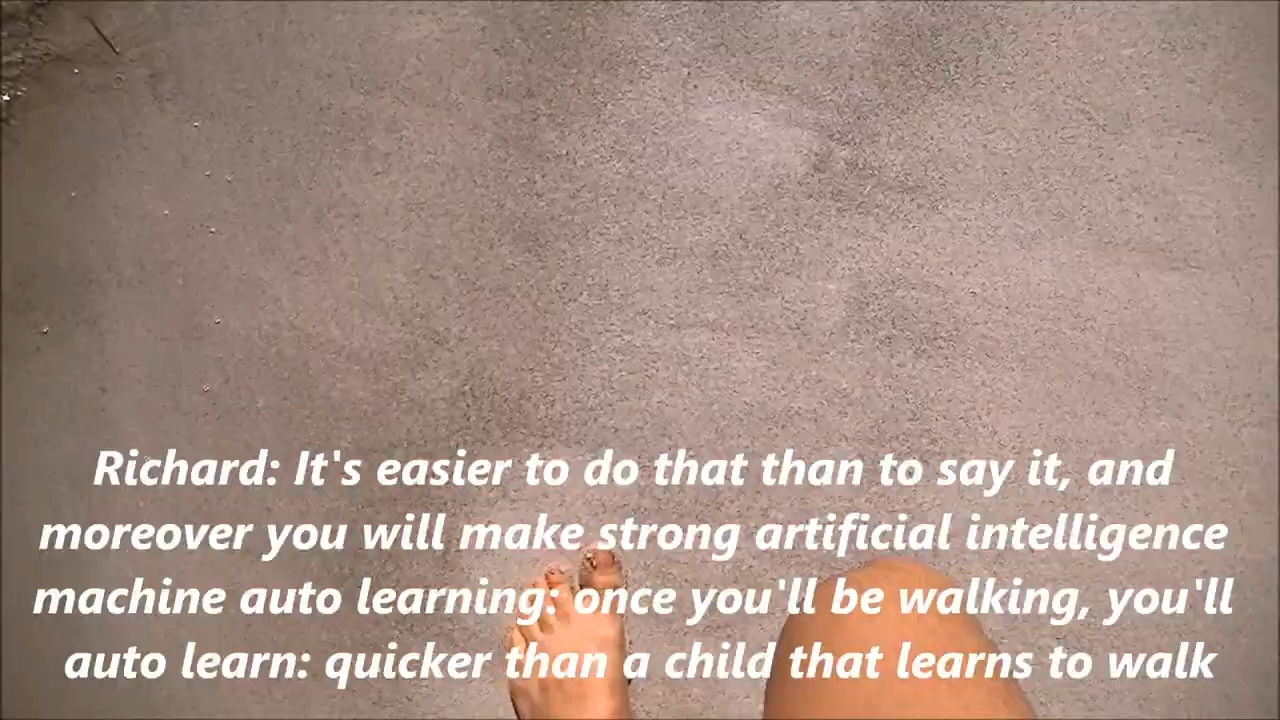 Richard: It's easier to do that than to say it, and
moreover you will make strong artificial intelligence
machine auto learning: once you'll be walking, you'll
auto learn: quicker than a child that learns to walk